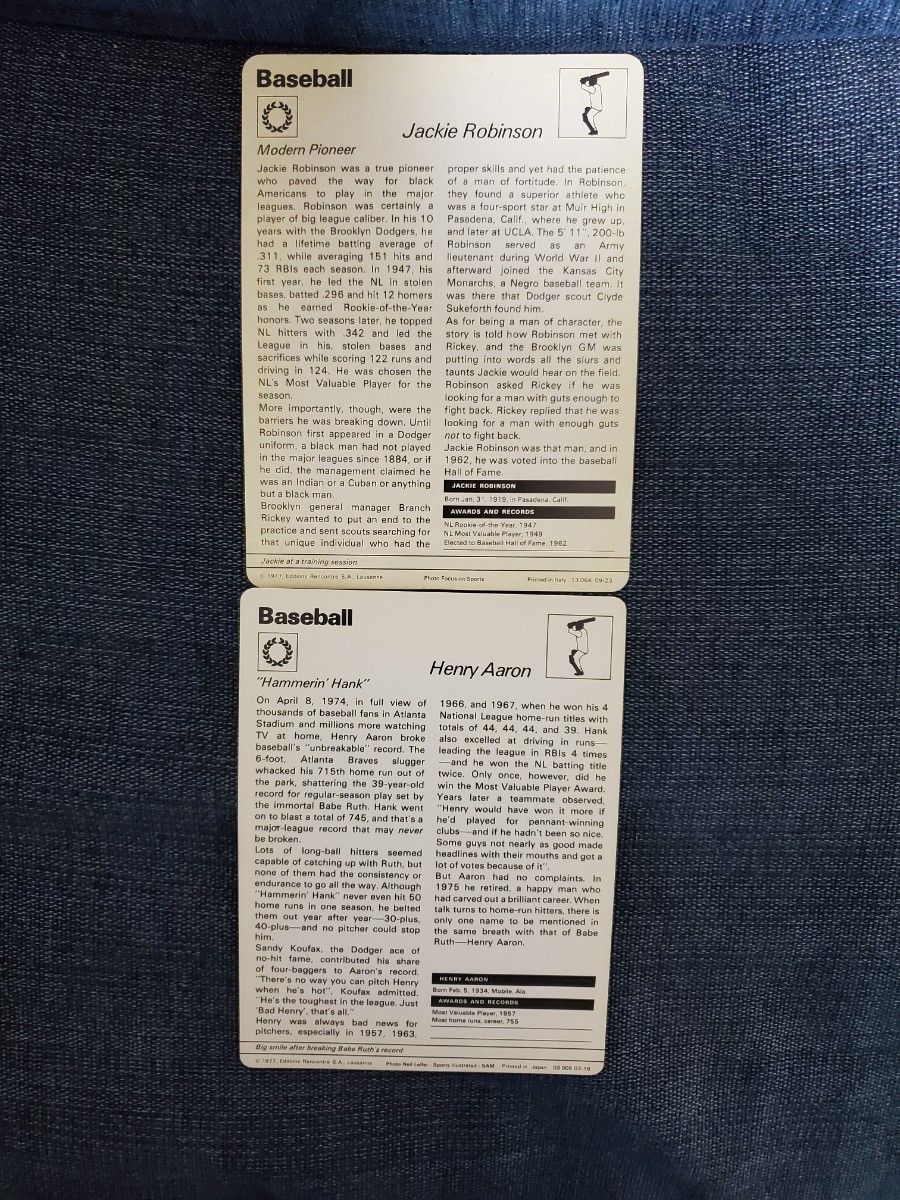 Baseball
Jackie Robinson
Modern Pioneer
Jackie Robinson was a true pioneer
who paved the way for black
Americans to play in the major
leagues. Robinson was certainly a
player of big league caliber. In his 10
years with the Brooklyn Dodgers, he
had a lifetime batting average of
.311, while averaging 151 hits and
73 RBIs each season. In 1947, his
first year, he led the NL in stolen
bases, batted .296 and hit 12 homers
as he earned Rookie-of-the-Year
honors. Two seasons later, he topped
NL hitters with .342 and led the
League in his, stolen bases and
sacrifices while scoring 122 runs and
driving in 124. He was chosen the
NL's Most Valuable Player for the
season.
More importantly, though, were the
barriers he was breaking down. Until
Robinson first appeared in a Dodger
uniform, a black man had not played
in the major leagues since 1884, or if
he did, the management claimed he
was an Indian or a Cuban or anything
but a black man.
Brooklyn general manager Branch
Rickey wanted to put an end to the
practice and sent scouts searching for
that unique individual who had the
proper skills and yet had the patience
of a man of fortitude. In Robinson,
they found a superior athlete who
was a four-sport star at Muir High in
Pasadena, Calif., where he grew up,
and later at UCLA. The 5' 11", 200-lb
Robinson served as an Army
lieutenant during World War II and
afterward joined the Kansas City
Monarchs, a Negro baseball team. It
was there that Dodger scout Clyde
Sukeforth found him.
As for being a man of character, the
story is told how Robinson met with
Rickey, and the Brooklyn GM was
putting into words all the slurs and
taunts Jackie would hear on the field.
Robinson asked Rickey if he was
looking for a man with guts enough to
fight back. Rickey replied that he was
looking for a man with enough guts
not to fight back.
Jackie Robinson was that man, and in
1962, he was voted into the baseball
Hall of Fame.
JACKIE ROBINSON
Born Jan. 31, 1919, in Pasadena, Calif.
AWARDS AND RECORDS
NL Rookie-of-the-Year, 1947
NL Most Valuable Player, 1949
Elected to Baseball Hall of Fame, 1962
Jackie at a training session
© 1977, Editions Rencontre S.A., Lausanne Photo Focus on Sports Printed in Italy 13 064 09-23
Baseball
Henry Aaron
"Hammerin' Hank"
On April 8, 1974, in full view of
thousands of baseball fans in Atlanta
Stadium and millions more watching
TV at home, Henry Aaron broke
baseball's "unbreakable" record. The
6-foot, Atlanta Braves slugger
whacked his 715th home run out of
the park, shattering the 39-year-old
record for regular-season play set by
the immortal Babe Ruth. Hank went
on to blast a total of 745, and that's a
major-league record that may never
be broken.
Lots of long-ball hitters seemed
capable of catching up with Ruth, but
none of them had the consistency or
endurance to go all the way. Although
"Hammerin' Hank" never even hit 50
home runs in one season, he belted
them out year after year—30-plus,
40-plus—and no pitcher could stop
him.
Sandy Koufax, the Dodger ace of
no-hit fame, contributed his share
of four-baggers to Aaron's record.
"There's no way you can pitch Henry
when he's hot", Koufax admitted.
"He's the toughest in the league. Just
'Bad Henry', that's all."
Henry was always bad news for
pitchers, especially in 1957, 1963,
1966, and 1967, when he won his 4
National League home-run titles with
totals of 44, 44, 44, and 39. Hank
also excelled at driving in runs—
leading the league in RBIs 4 times
—and he won the NL batting title
twice. Only once, however, did he
win the Most Valuable Player Award.
Years later a teammate observed,
"Henry would have won it more if
he'd played for pennant-winning
clubs—and if he hadn't been so nice.
Some guys not nearly as good made
headlines with their mouths and got a
lot of votes because of it".
But Aaron had no complaints. In
1975 he retired, a happy man who
had carved out a brilliant career. When
talk turns to home-run hitters, there is
only one name to be mentioned in
the same breath with that of Babe
Ruth—Henry Aaron.
HENRY AARON
Born Feb. 5, 1934, Mobile, Ala.
AWARDS AND RECORDS
Most Valuable Player, 1957
Most home runs, career, 755
Big smile after breaking Babe Ruth's record
© 1977, Editions Rencontre S.A., Lausanne Photo Neil Leifer - Sports Illustrated - SAM Printed in Japan 03 006 03-18